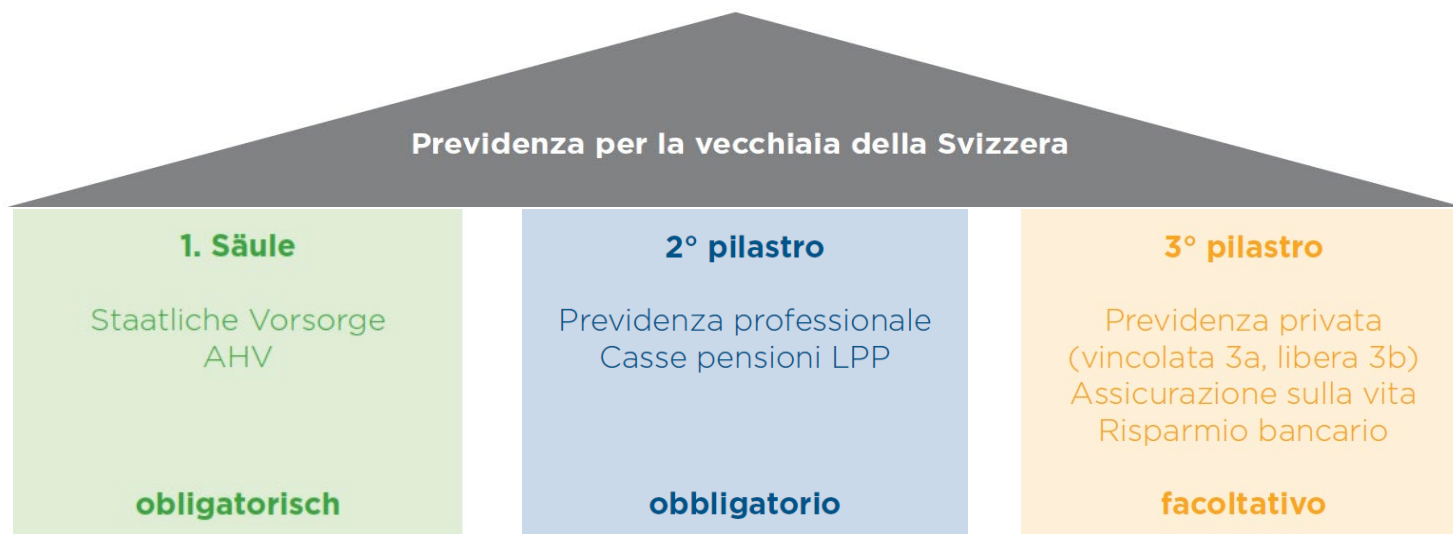 Previdenza per la vecchiaia della Svizzera
1. Säule
Staatliche Vorsorge
AHV
obligatorisch
2° pilastro
Previdenza professionale
Casse pensioni LPP
obbligatorio
3° pilastro
Previdenza privata
(vincolata 3a, libera 3b)
Assicurazione sulla vita
Risparmio bancario
facoltativo